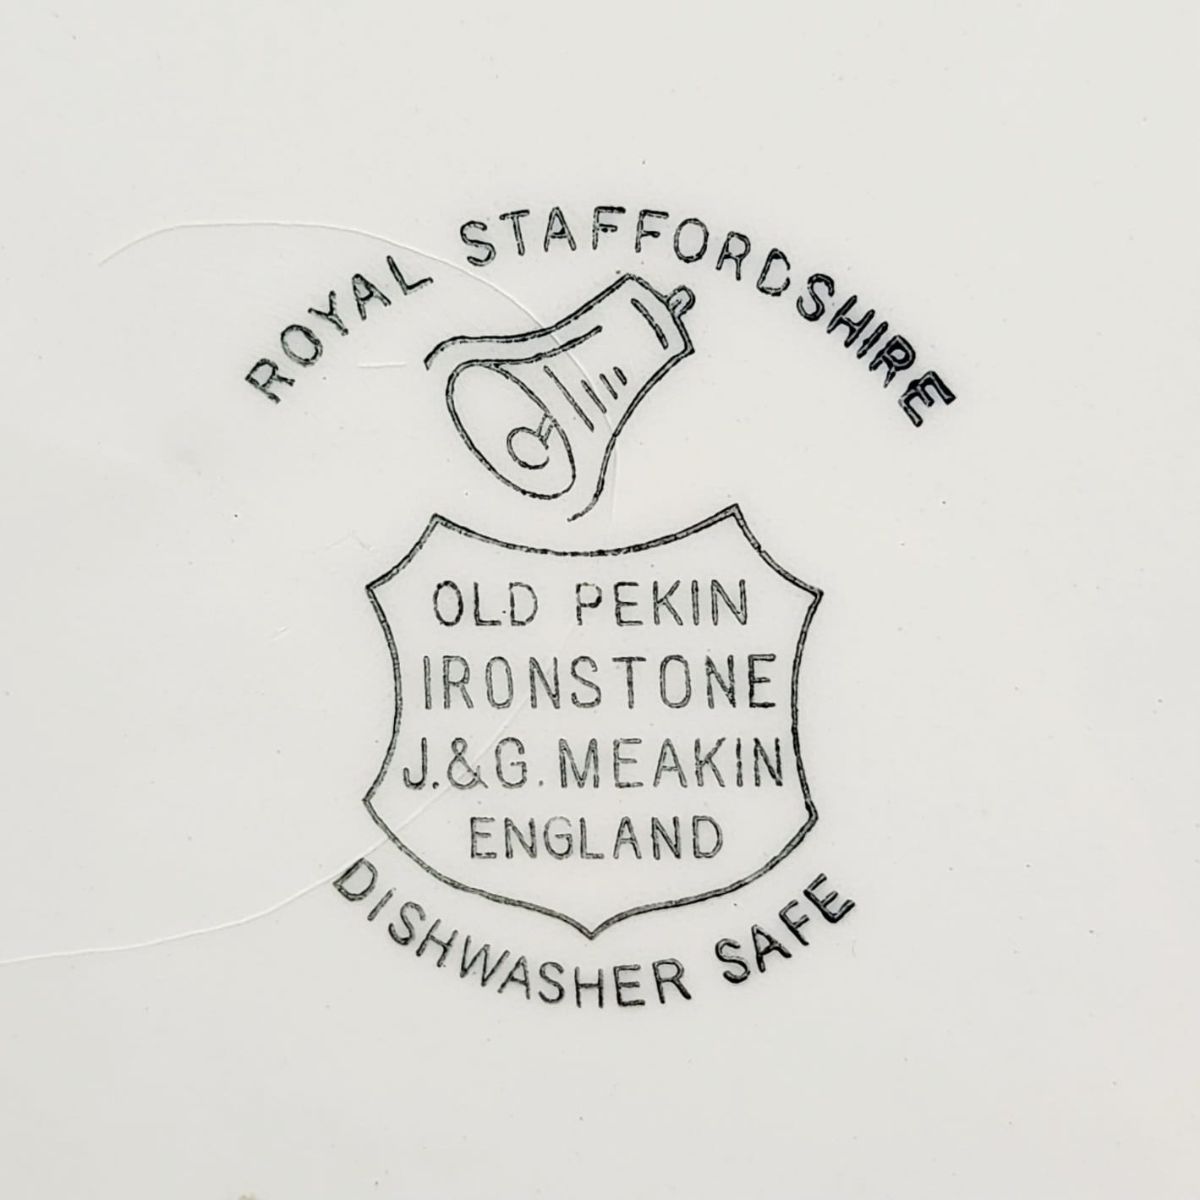 ROYAL STAFFORDSHIRE
OLD PEKIN
IRONSTONE
J.&G. MEAKIN
ENGLAND
DISHWASHER SAFE